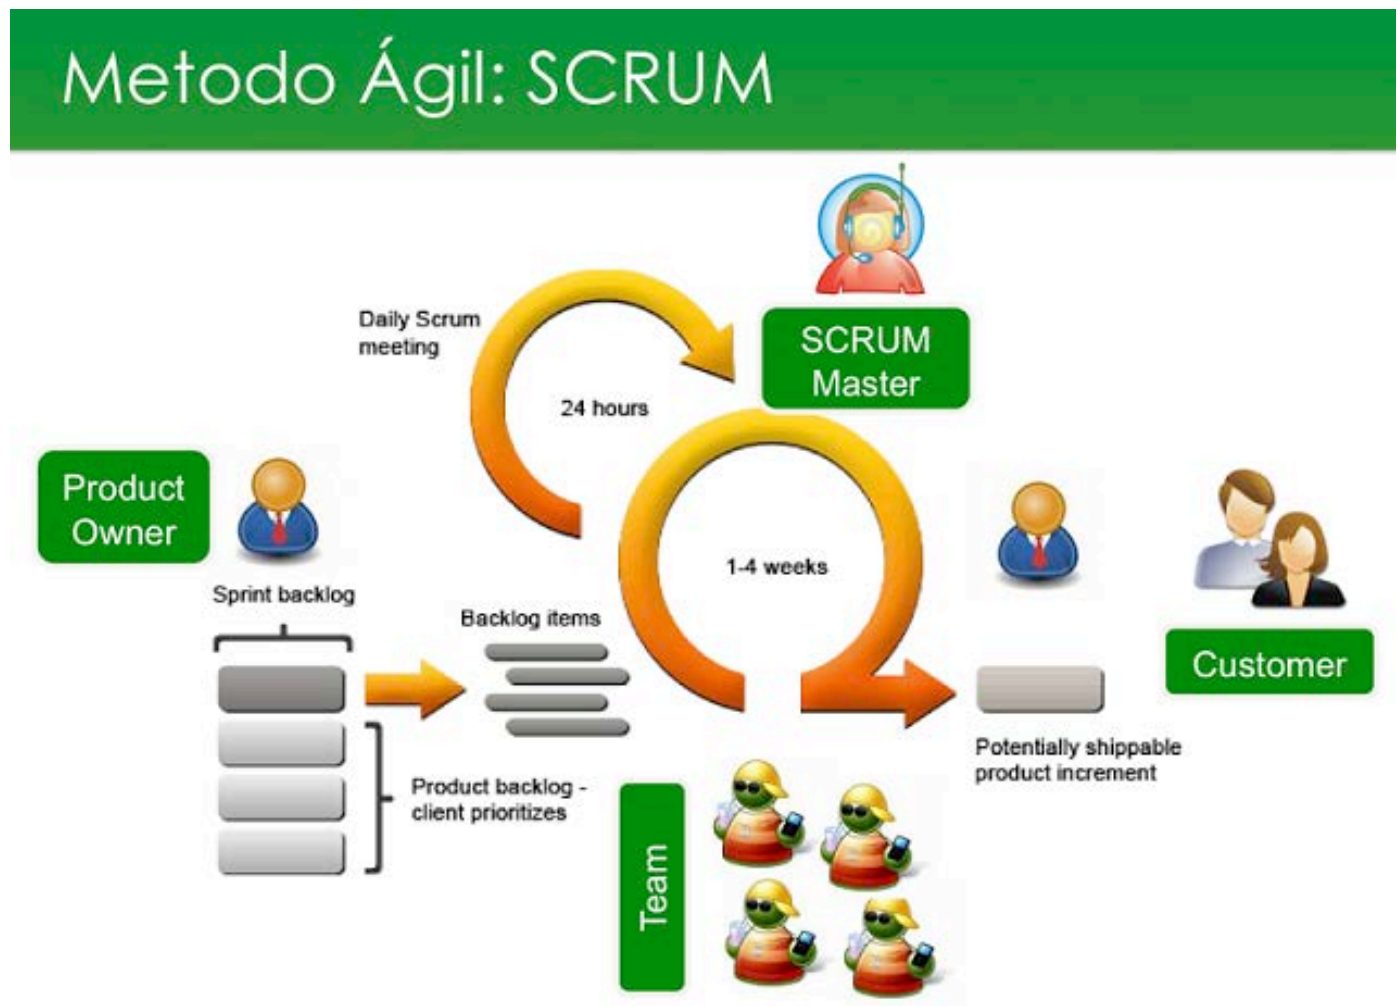 Metodo Ágil: SCRUM
Daily Scrum
meeting
24 hours
SCRUM
Master
Product
Owner
Sprint backlog
Backlog items
1-4 weeks
Customer
Potentially shippable
product increment
Product backlog -
client prioritizes
Team